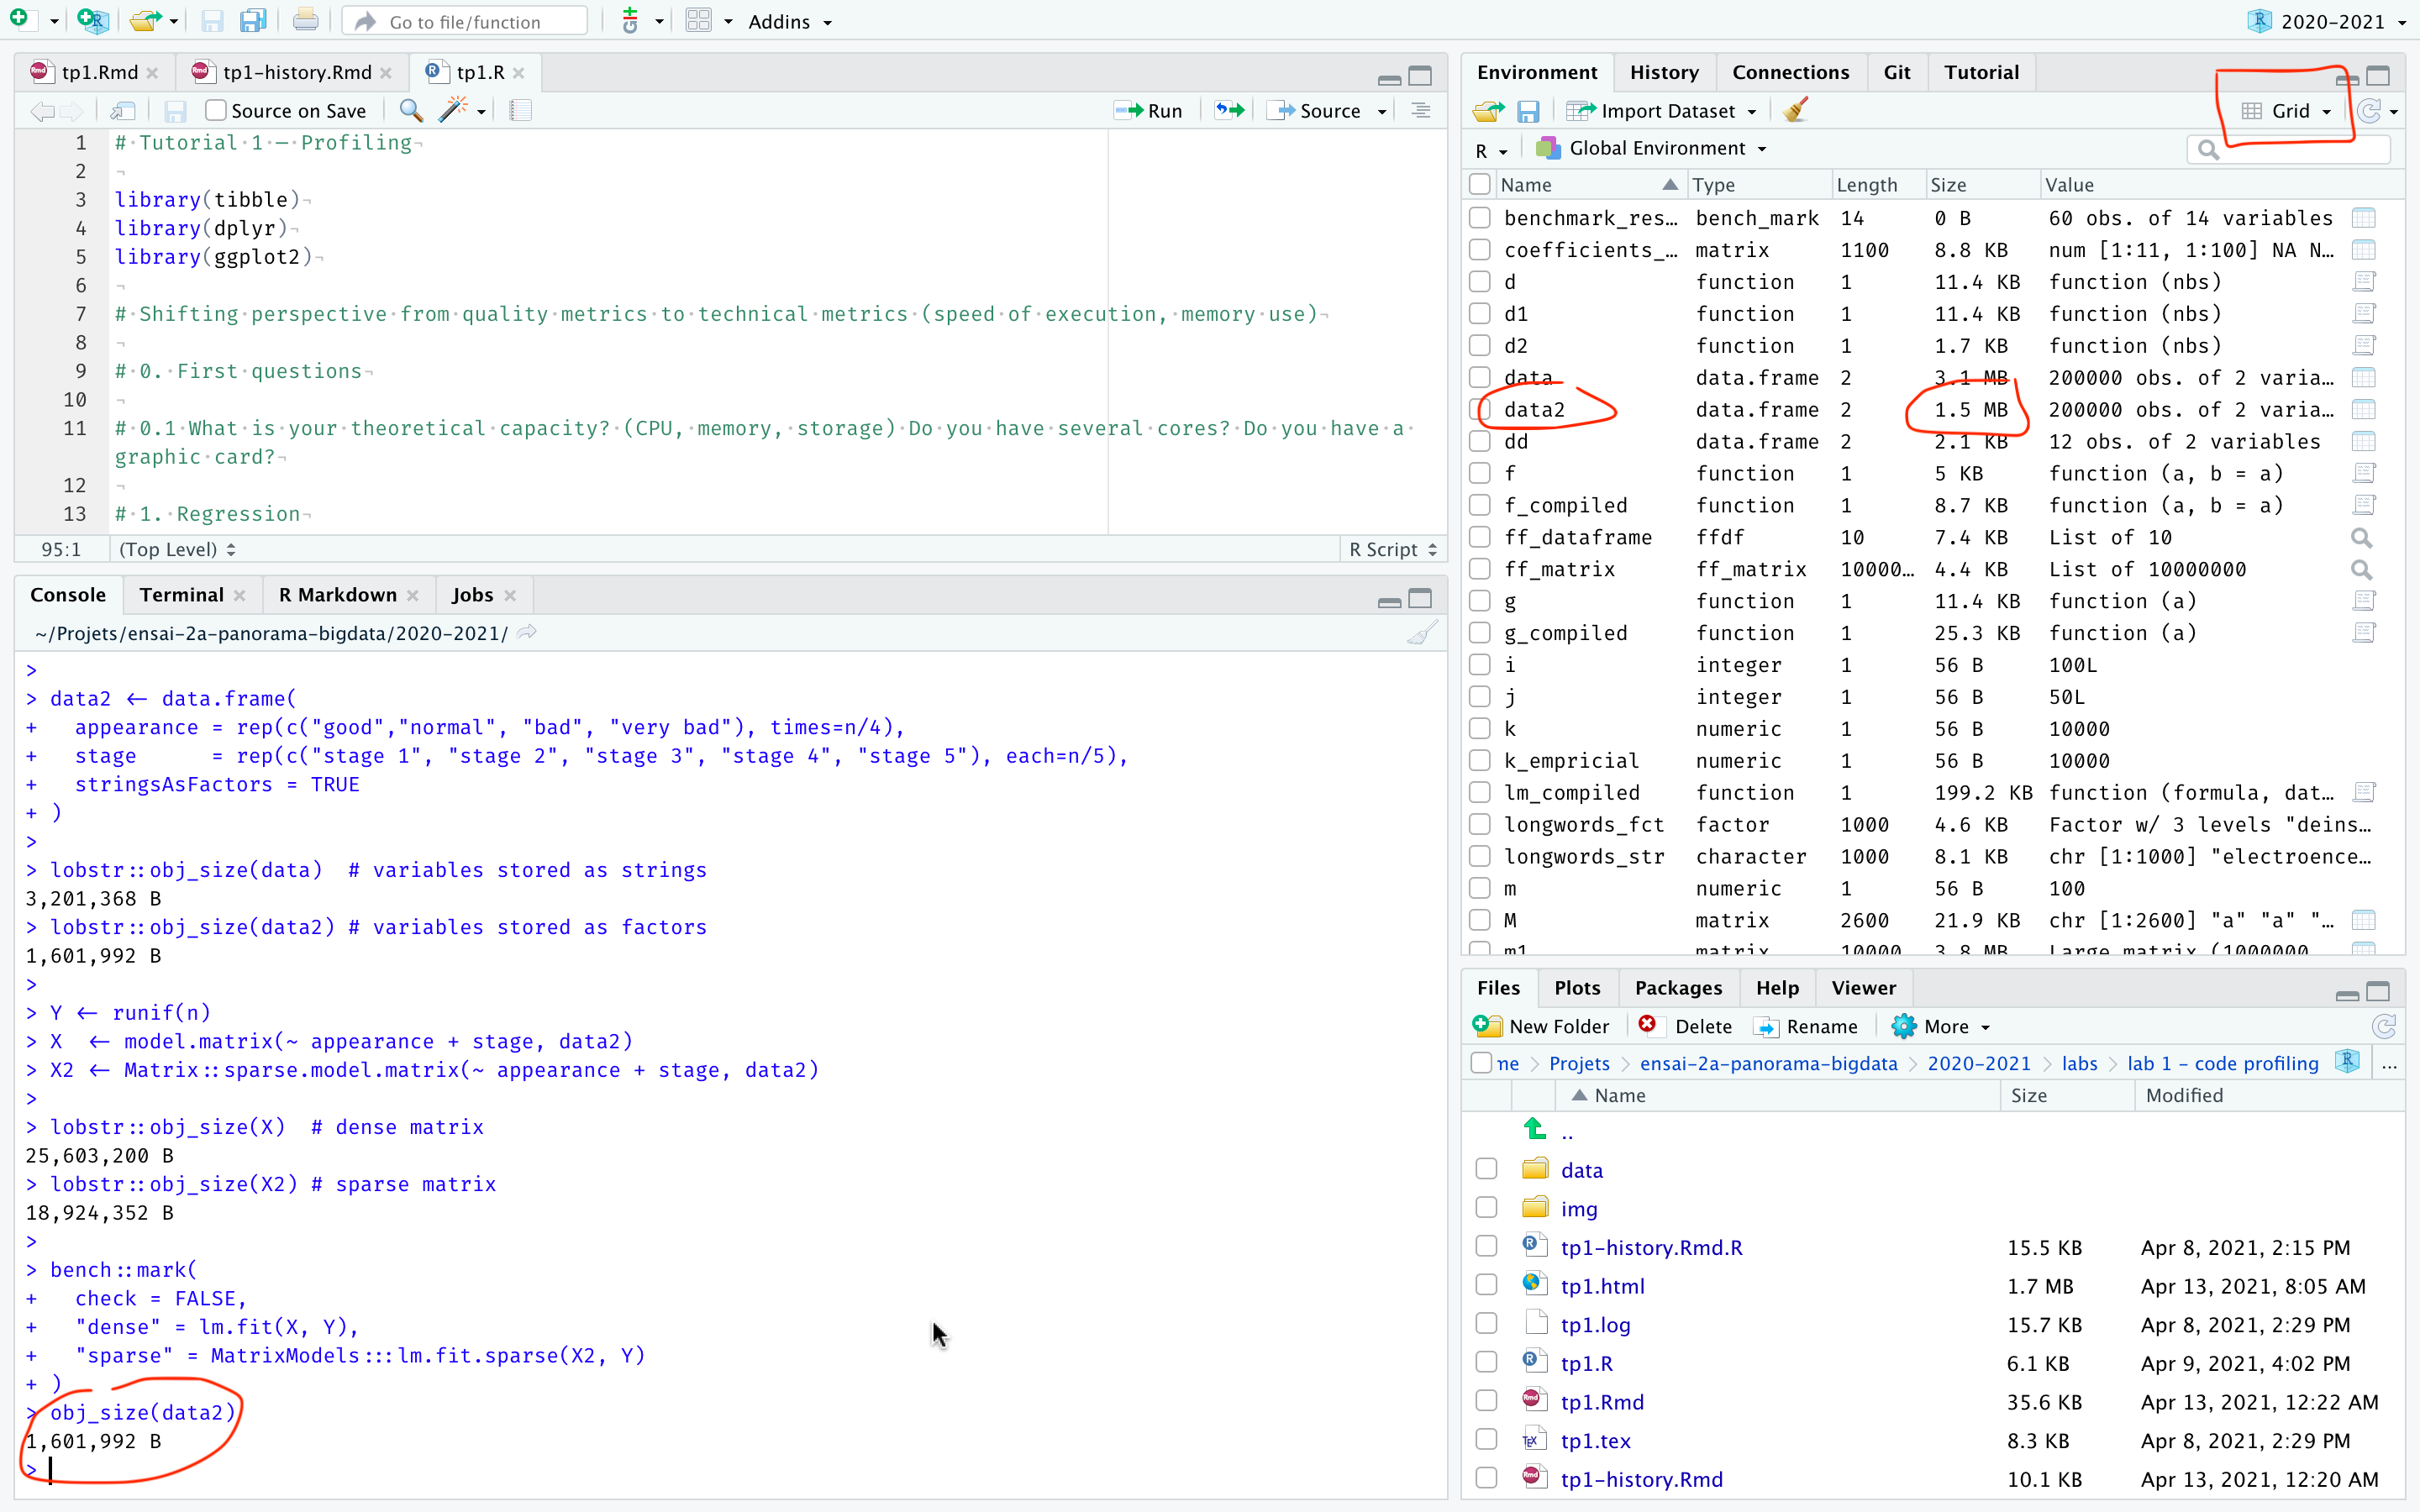 Go to file/function
Addins
2020-2021
tp1.Rmd
tp1-history.Rmd
tp1.R
Source on Save
Run
Source
1 # Tutorial 1 — Profiling
2
3 library(tibble)
4 library(dplyr)
5 library(ggplot2)
6
7 # Shifting perspective from quality metrics to technical metrics (speed of execution, memory use)
8
9 # 0. First questions
10
11 # 0.1 What is your theoretical capacity? (CPU, memory, storage) Do you have several cores? Do you have a
graphic card?
12
13 # 1. Regression
95:1 (Top Level) R Script
Console Terminal R Markdown Jobs
~/Projets/ensai-2a-panorama-bigdata/2020-2021/
>
> data2 <- data.frame(
+   appearance = rep(c("good","normal", "bad", "very bad"), times=n/4),
+   stage      = rep(c("stage 1", "stage 2", "stage 3", "stage 4", "stage 5"), each=n/5),
+   stringsAsFactors = TRUE
+ )
>
> lobstr::obj_size(data)  # variables stored as strings
3,201,368 B
> lobstr::obj_size(data2) # variables stored as factors
1,601,992 B
>
> Y <- runif(n)
> X  <- model.matrix(~ appearance + stage, data2)
> X2 <- Matrix::sparse.model.matrix(~ appearance + stage, data2)
>
> lobstr::obj_size(X)  # dense matrix
25,603,200 B
> lobstr::obj_size(X2) # sparse matrix
18,924,352 B
>
> bench::mark(
+   check = FALSE,
+   "dense" = lm.fit(X, Y),
+   "sparse" = MatrixModels:::lm.fit.sparse(X2, Y)
+ )
> obj_size(data2)
1,601,992 B
>
Environment History Connections Git Tutorial
Import Dataset Grid
R Global Environment
Name Type Length Size Value
benchmark_res… bench_mark 14 0 B 60 obs. of 14 variables
coefficients_… matrix 1100 8.8 KB num [1:11, 1:100] NA N…
d function 1 11.4 KB function (nbs)
d1 function 1 11.4 KB function (nbs)
d2 function 1 1.7 KB function (nbs)
data data.frame 2 3.1 MB 200000 obs. of 2 varia…
data2 data.frame 2 1.5 MB 200000 obs. of 2 varia…
dd data.frame 2 2.1 KB 12 obs. of 2 variables
f function 1 5 KB function (a, b = a)
f_compiled function 1 8.7 KB function (a, b = a)
ff_dataframe ffdf 10 7.4 KB List of 10
ff_matrix ff_matrix 10000… 4.4 KB List of 10000000
g function 1 11.4 KB function (a)
g_compiled function 1 25.3 KB function (a)
i integer 1 56 B 100L
j integer 1 56 B 50L
k numeric 1 56 B 10000
k_empricial numeric 1 56 B 10000
lm_compiled function 1 199.2 KB function (formula, dat…
longwords_fct factor 1000 4.6 KB Factor w/ 3 levels "deins…
longwords_str character 1000 8.1 KB chr [1:1000] "electroence…
m numeric 1 56 B 100
M matrix 2600 21.9 KB chr [1:2600] "a" "a" "…
m1 matrix 10000 3.8 MB Large matrix (1000000
Files Plots Packages Help Viewer
New Folder Delete Rename More
me Projets ensai-2a-panorama-bigdata 2020-2021 labs lab 1 - code profiling ...
Name Size Modified
..
data
img
tp1-history.Rmd.R 15.5 KB Apr 8, 2021, 2:15 PM
tp1.html 1.7 MB Apr 13, 2021, 8:05 AM
tp1.log 15.7 KB Apr 8, 2021, 2:29 PM
tp1.R 6.1 KB Apr 9, 2021, 4:02 PM
tp1.Rmd 35.6 KB Apr 13, 2021, 12:22 AM
tp1.tex 8.3 KB Apr 8, 2021, 2:29 PM
tp1-history.Rmd 10.1 KB Apr 13, 2021, 12:20 AM